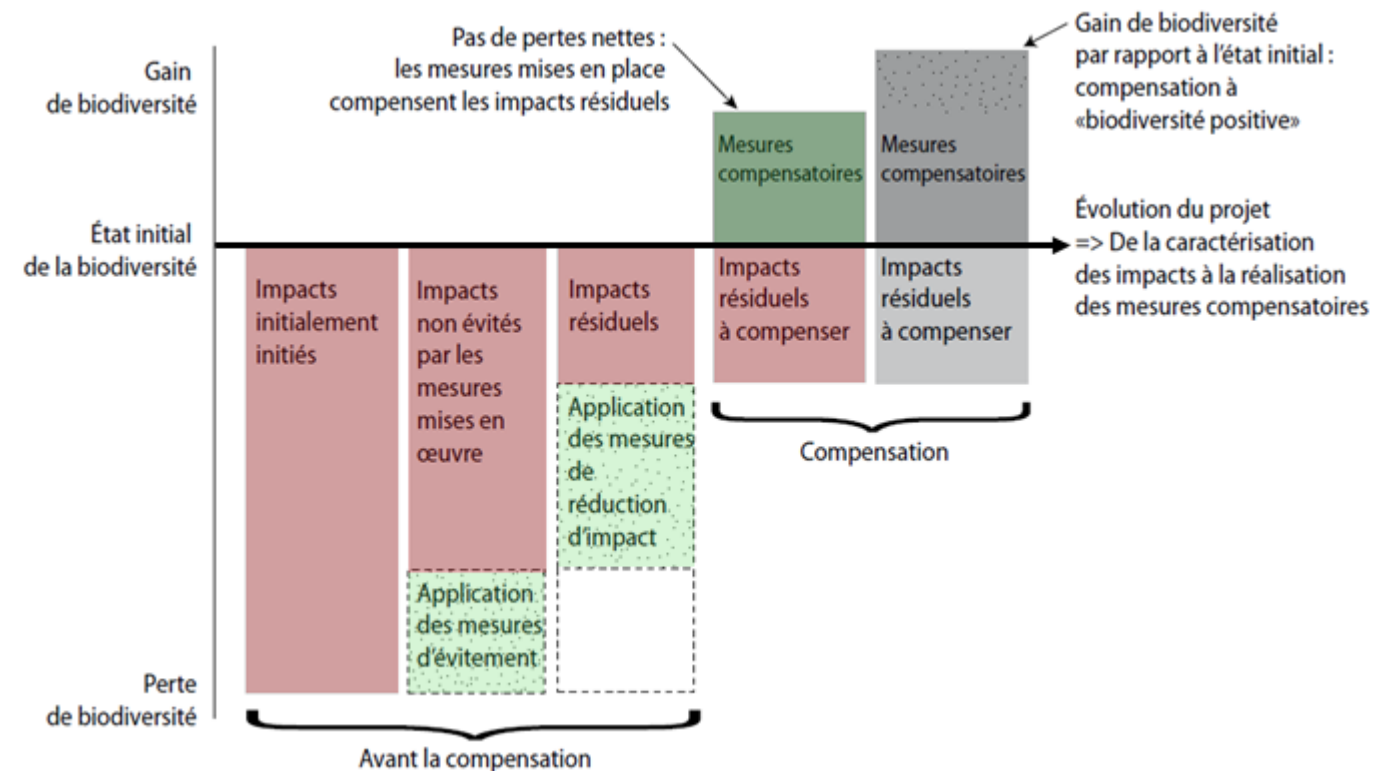 Pas de pertes nettes :
les mesures mises en place
compensent les impacts résiduels
Gain de biodiversité
par rapport à l'état initial :
compensation à
«biodiversité positive»
Gain
de biodiversité
Mesures
compensatoires
Mesures
compensatoires
État initial
de la biodiversité
Évolution du projet
=> De la caractérisation
des impacts à la réalisation
des mesures compensatoires
Impacts
initialement
initiés
Impacts
non évités
par les
mesures
mises en
œuvre
Impacts
résiduels
Impacts
résiduels
à compenser
Impacts
résiduels
à compenser
Application
des mesures
de
réduction
d'impact
Compensation
Application
des mesures
d'évitement
Perte
de biodiversité
Avant la compensation